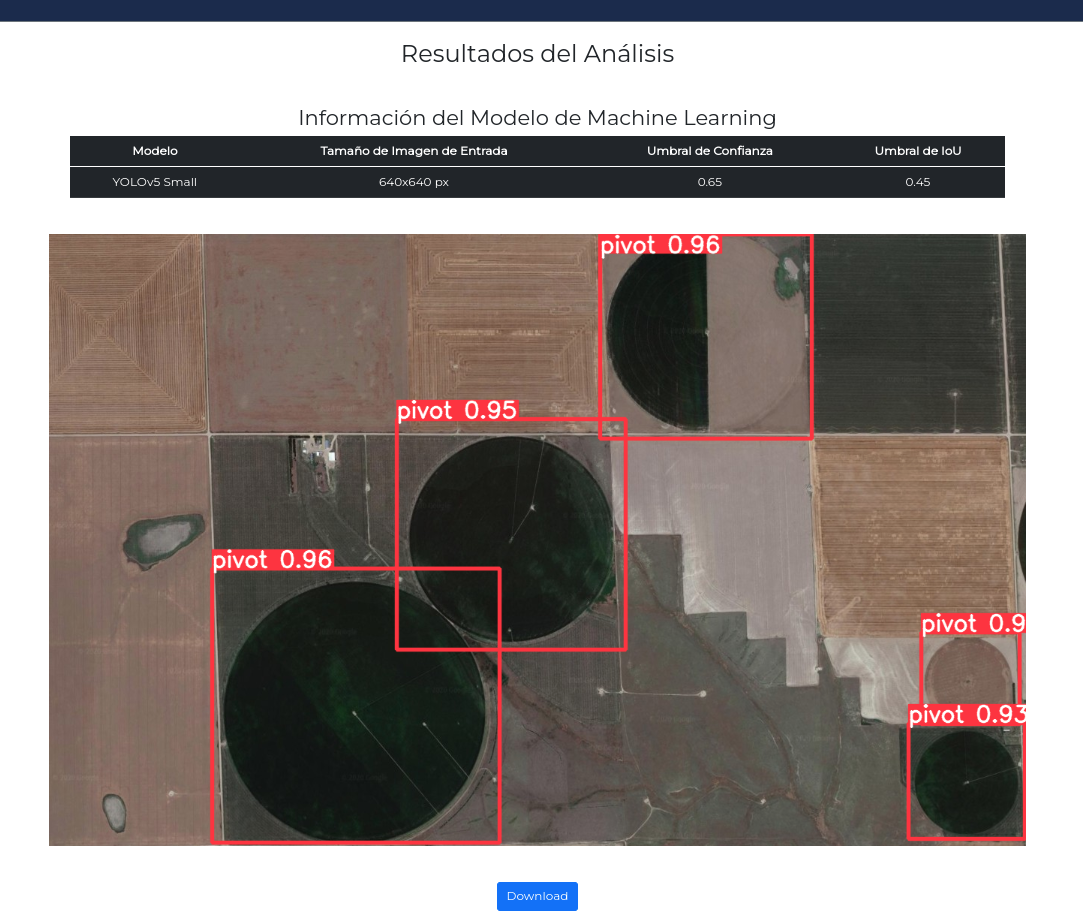 Resultados del Análisis
Información del Modelo de Machine Learning
Modelo Tamaño de Imagen de Entrada Umbral de Confianza Umbral de IoU
YOLOv5 Small 640x640 px 0.65 0.45
pivot 0.96
pivot 0.95
pivot 0.96
pivot 0.9
pivot 0.93
Download